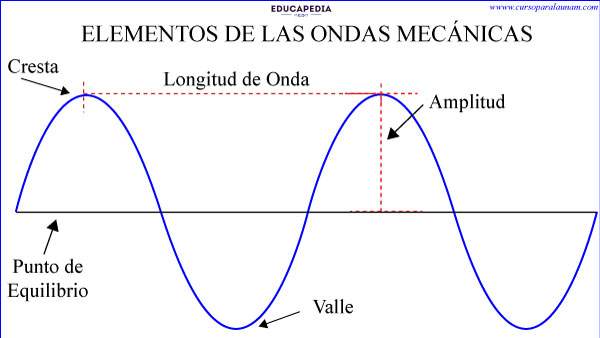 EDUCAPEDIA
www.cursoparalaunam.com
ELEMENTOS DE LAS ONDAS MECÁNICAS
Cresta
Longitud de Onda
Amplitud
Punto de
Equilibrio
Valle